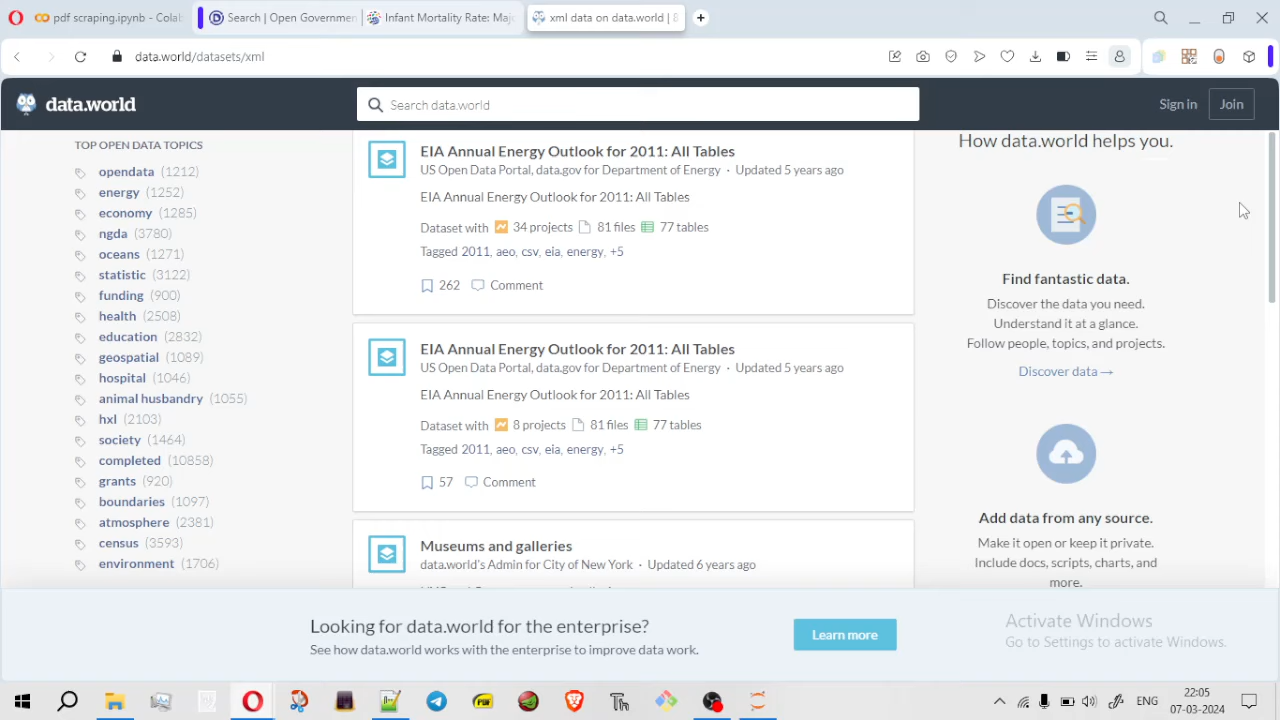 pdf scraping.ipynb - Colab
Search | Open Governmen
Infant Mortality Rate: Majo
xml data on data.world | 8
data.world/datasets/xml
data.world
Search data.world
Sign in
Join
TOP OPEN DATA TOPICS
opendata (1212)
energy (1252)
economy (1285)
ngda (3780)
oceans (1271)
statistic (3122)
funding (900)
health (2508)
education (2832)
geospatial (1089)
hospital (1046)
animal husbandry (1055)
hxl (2103)
society (1464)
completed (10858)
grants (920)
boundaries (1097)
atmosphere (2381)
census (3593)
environment (1706)
EIA Annual Energy Outlook for 2011: All Tables
US Open Data Portal, data.gov for Department of Energy · Updated 5 years ago
EIA Annual Energy Outlook for 2011: All Tables
Dataset with 34 projects 81 files 77 tables
Tagged 2011, aeo, csv, eia, energy, +5
262 Comment
EIA Annual Energy Outlook for 2011: All Tables
US Open Data Portal, data.gov for Department of Energy · Updated 5 years ago
EIA Annual Energy Outlook for 2011: All Tables
Dataset with 8 projects 81 files 77 tables
Tagged 2011, aeo, csv, eia, energy, +5
57 Comment
Museums and galleries
data.world's Admin for City of New York · Updated 6 years ago
How data.world helps you.
Find fantastic data.
Discover the data you need.
Understand it at a glance.
Follow people, topics, and projects.
Discover data →
Add data from any source.
Make it open or keep it private.
Include docs, scripts, charts, and
more.
Looking for data.world for the enterprise?
See how data.world works with the enterprise to improve data work.
Learn more
Activate Windows
Go to Settings to activate Windows.
ENG
22:05
07-03-2024